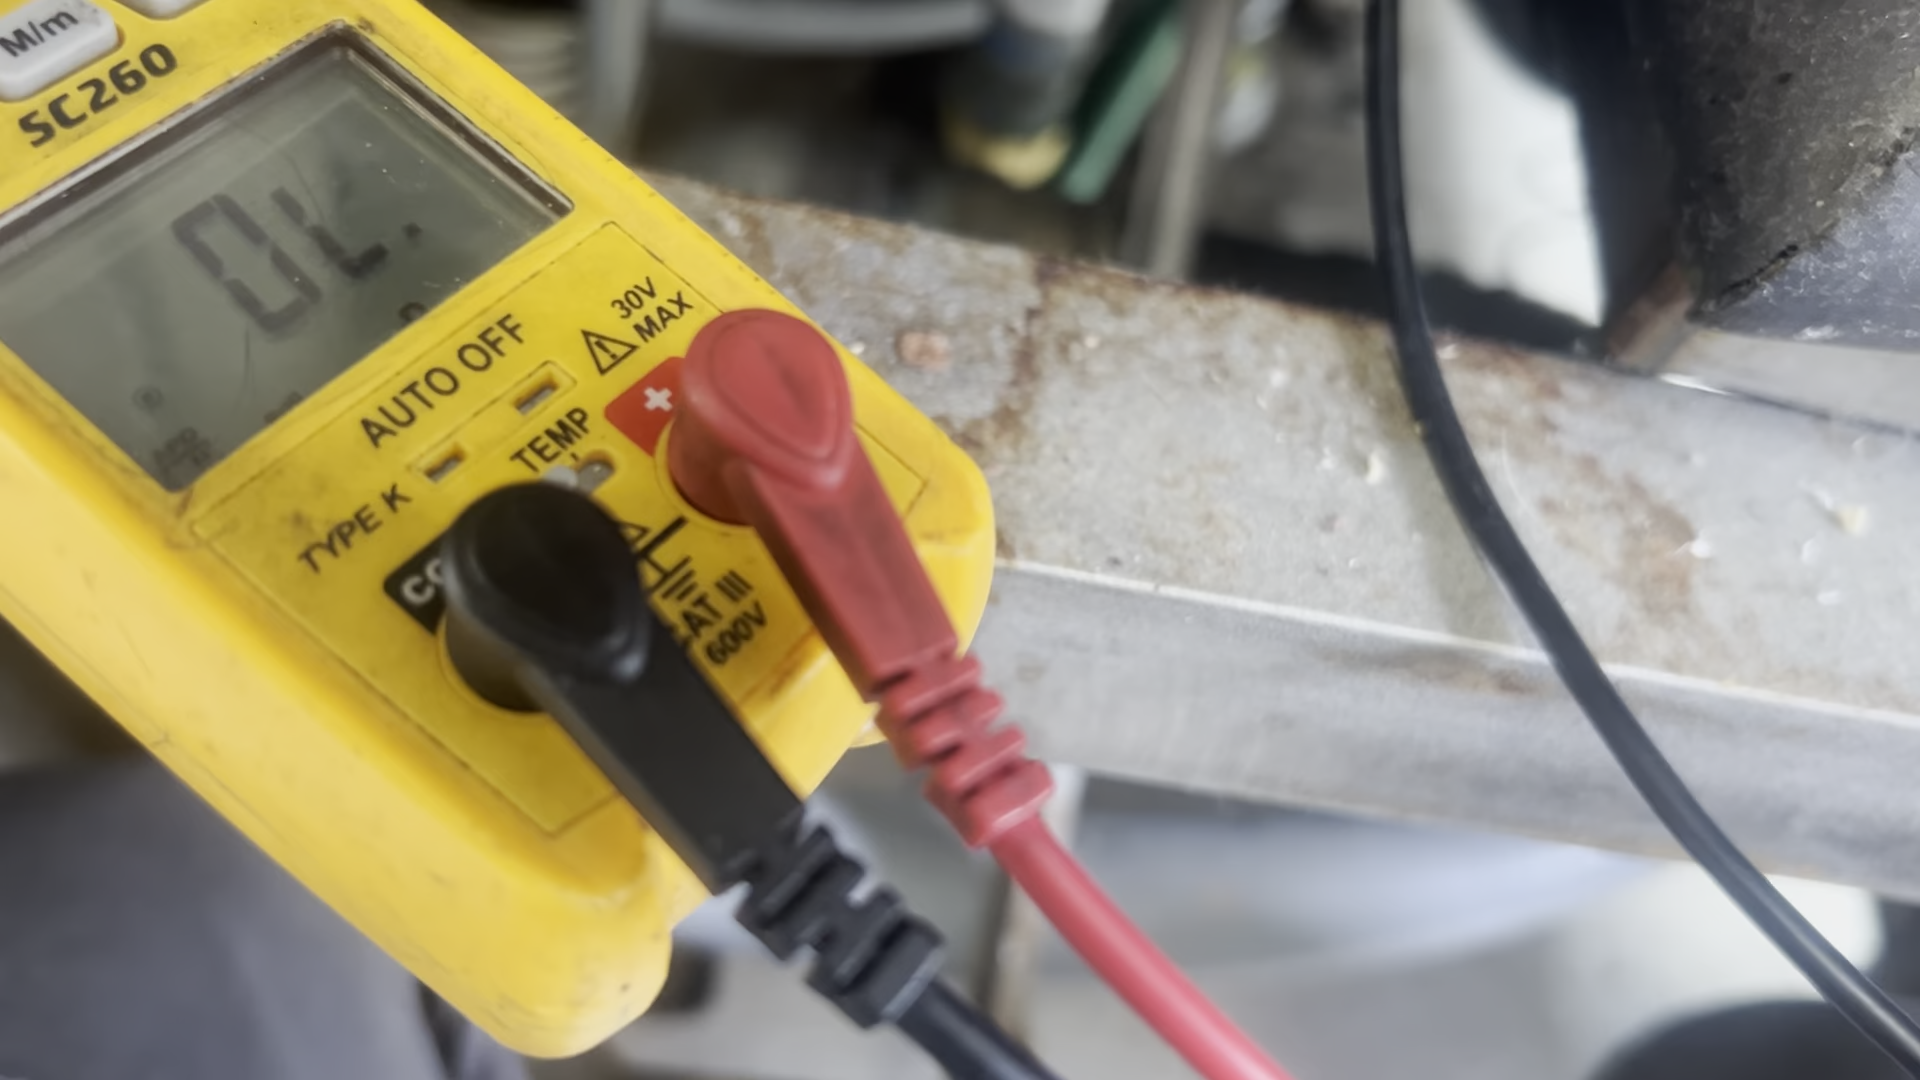 M/m
SC260
OL.
AUTO OFF
30V
MAX
TEMP
TYPE K
CAT III
600V